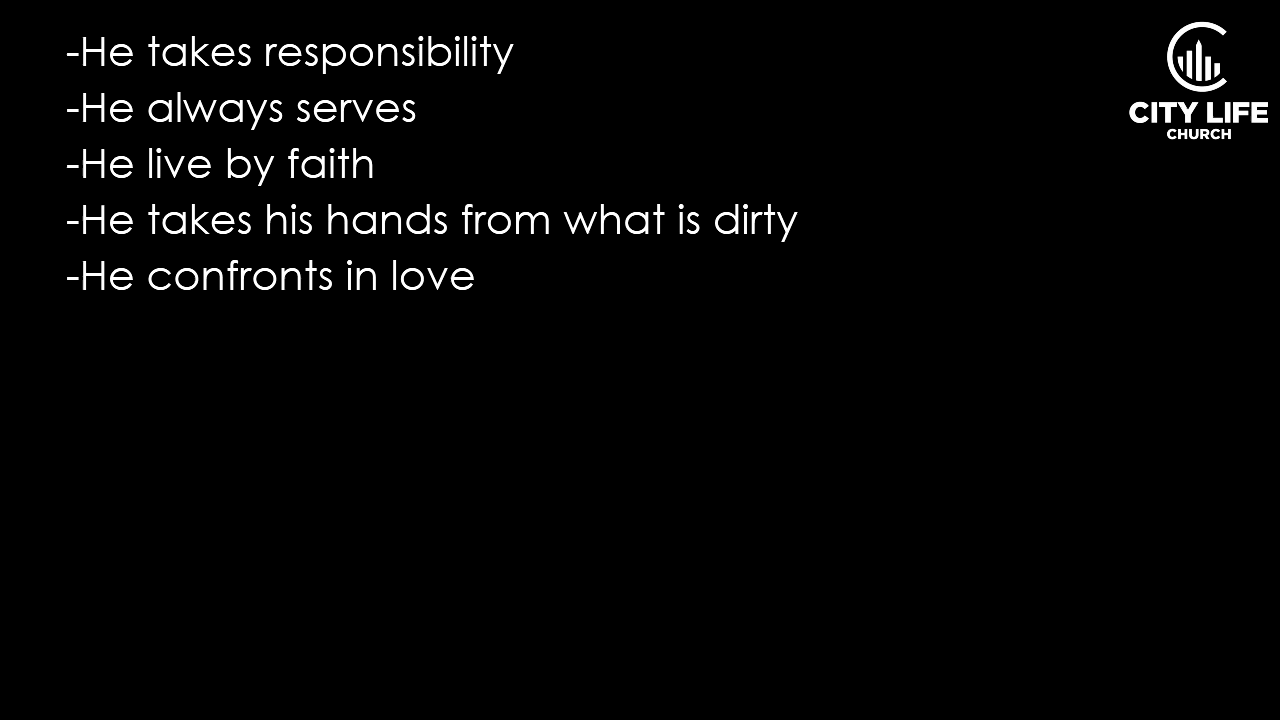 -He takes responsibility
-He always serves
-He live by faith
-He takes his hands from what is dirty
-He confronts in love
CITY LIFE
CHURCH